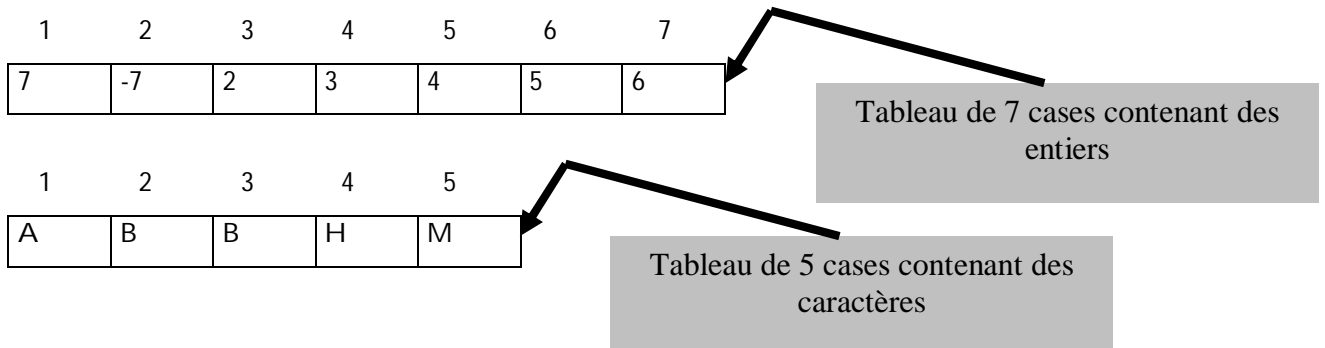 1 2 3 4 5 6 7
7 -7 2 3 4 5 6
Tableau de 7 cases contenant des
entiers
1 2 3 4 5
A B B H M
Tableau de 5 cases contenant des
caractères